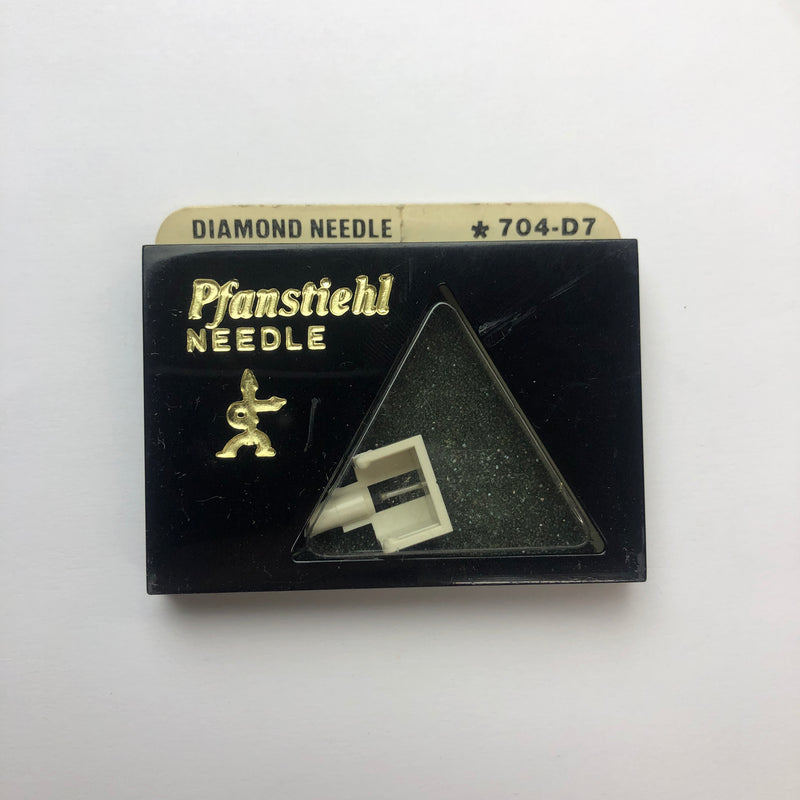 DIAMOND NEEDLE * 704-D7
Pfanstiehl
NEEDLE